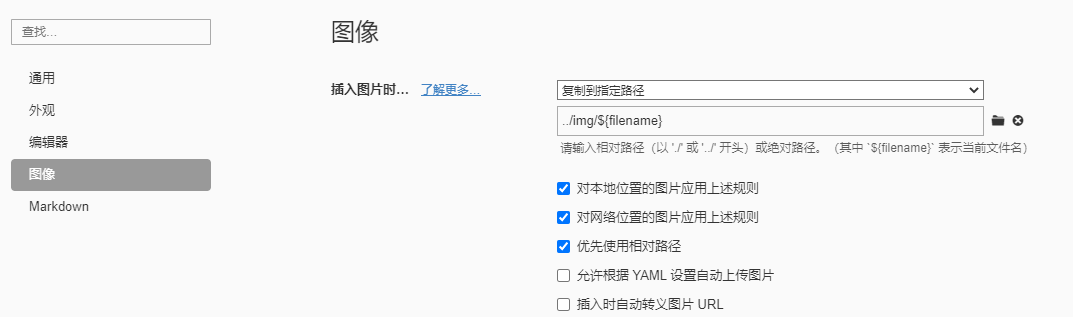 查找...
通用
外观
编辑器
图像
Markdown
图像
插入图片时... 了解更多...
复制到指定路径
../img/${filename}
请输入相对路径（以 './' 或 '../' 开头）或绝对路径。（其中 `${filename}` 表示当前文件名）
对本地位置的图片应用上述规则
对网络位置的图片应用上述规则
优先使用相对路径
允许根据 YAML 设置自动上传图片
插入时自动转义图片 URL